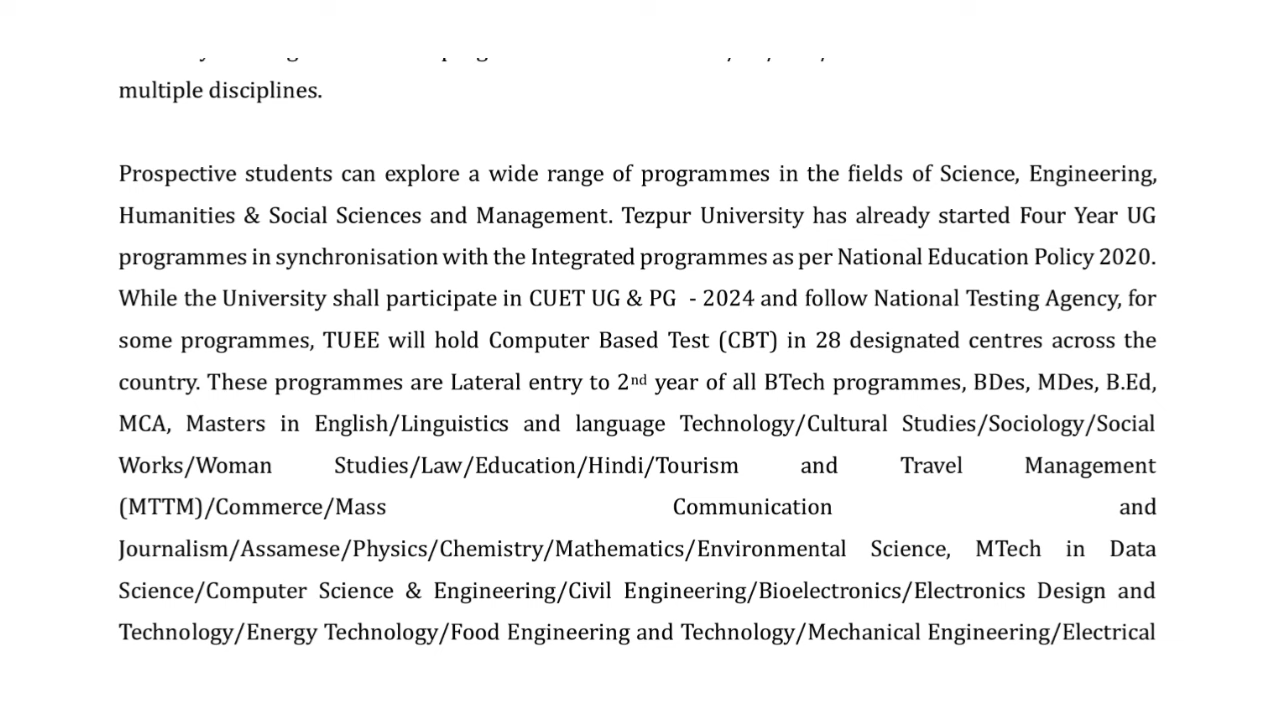 multiple disciplines.
Prospective students can explore a wide range of programmes in the fields of Science, Engineering,
Humanities & Social Sciences and Management. Tezpur University has already started Four Year UG
programmes in synchronisation with the Integrated programmes as per National Education Policy 2020.
While the University shall participate in CUET UG & PG - 2024 and follow National Testing Agency, for
some programmes, TUEE will hold Computer Based Test (CBT) in 28 designated centres across the
country. These programmes are Lateral entry to 2nd year of all BTech programmes, BDes, MDes, B.Ed,
MCA, Masters in English/Linguistics and language Technology/Cultural Studies/Sociology/Social
Works/Woman Studies/Law/Education/Hindi/Tourism and Travel Management
(MTTM)/Commerce/Mass Communication and
Journalism/Assamese/Physics/Chemistry/Mathematics/Environmental Science, MTech in Data
Science/Computer Science & Engineering/Civil Engineering/Bioelectronics/Electronics Design and
Technology/Energy Technology/Food Engineering and Technology/Mechanical Engineering/Electrical